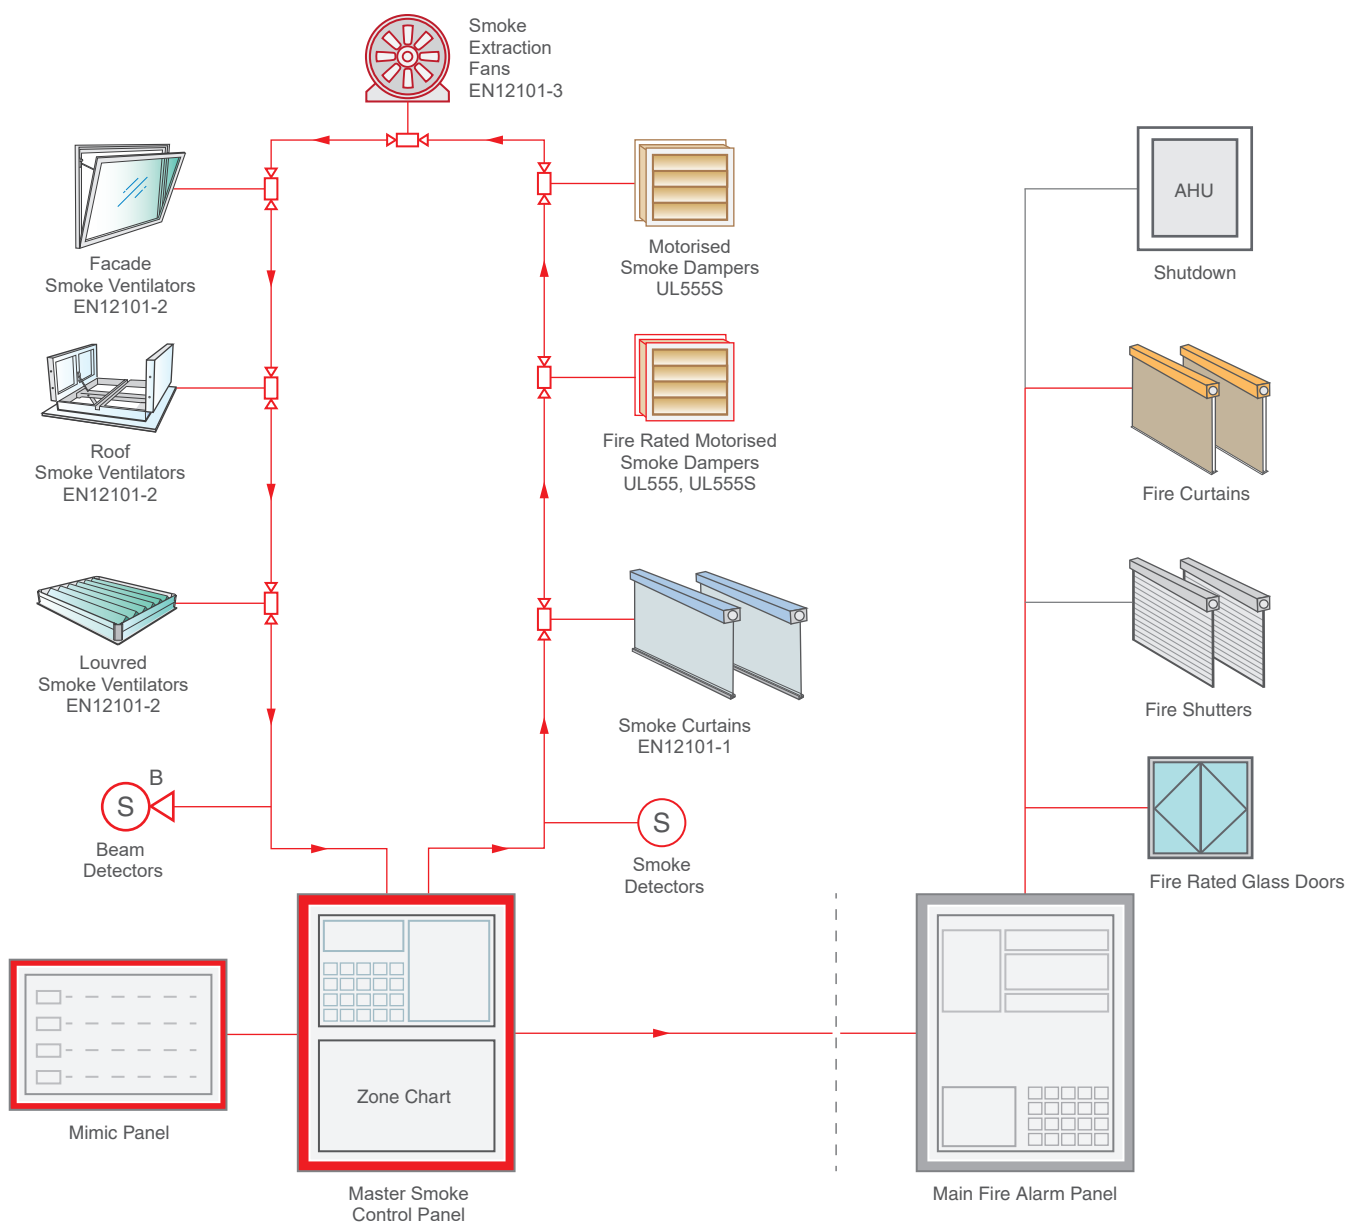 Smoke
Extraction
Fans
EN12101-3
Facade
Smoke Ventilators
EN12101-2
Motorised
Smoke Dampers
UL555S
AHU
Shutdown
Roof
Smoke Ventilators
EN12101-2
Fire Rated Motorised
Smoke Dampers
UL555, UL555S
Fire Curtains
Louvred
Smoke Ventilators
EN12101-2
Smoke Curtains
EN12101-1
Fire Shutters
S
B
Beam
Detectors
S
Smoke
Detectors
Fire Rated Glass Doors
Mimic Panel
Zone Chart
Master Smoke
Control Panel
Main Fire Alarm Panel